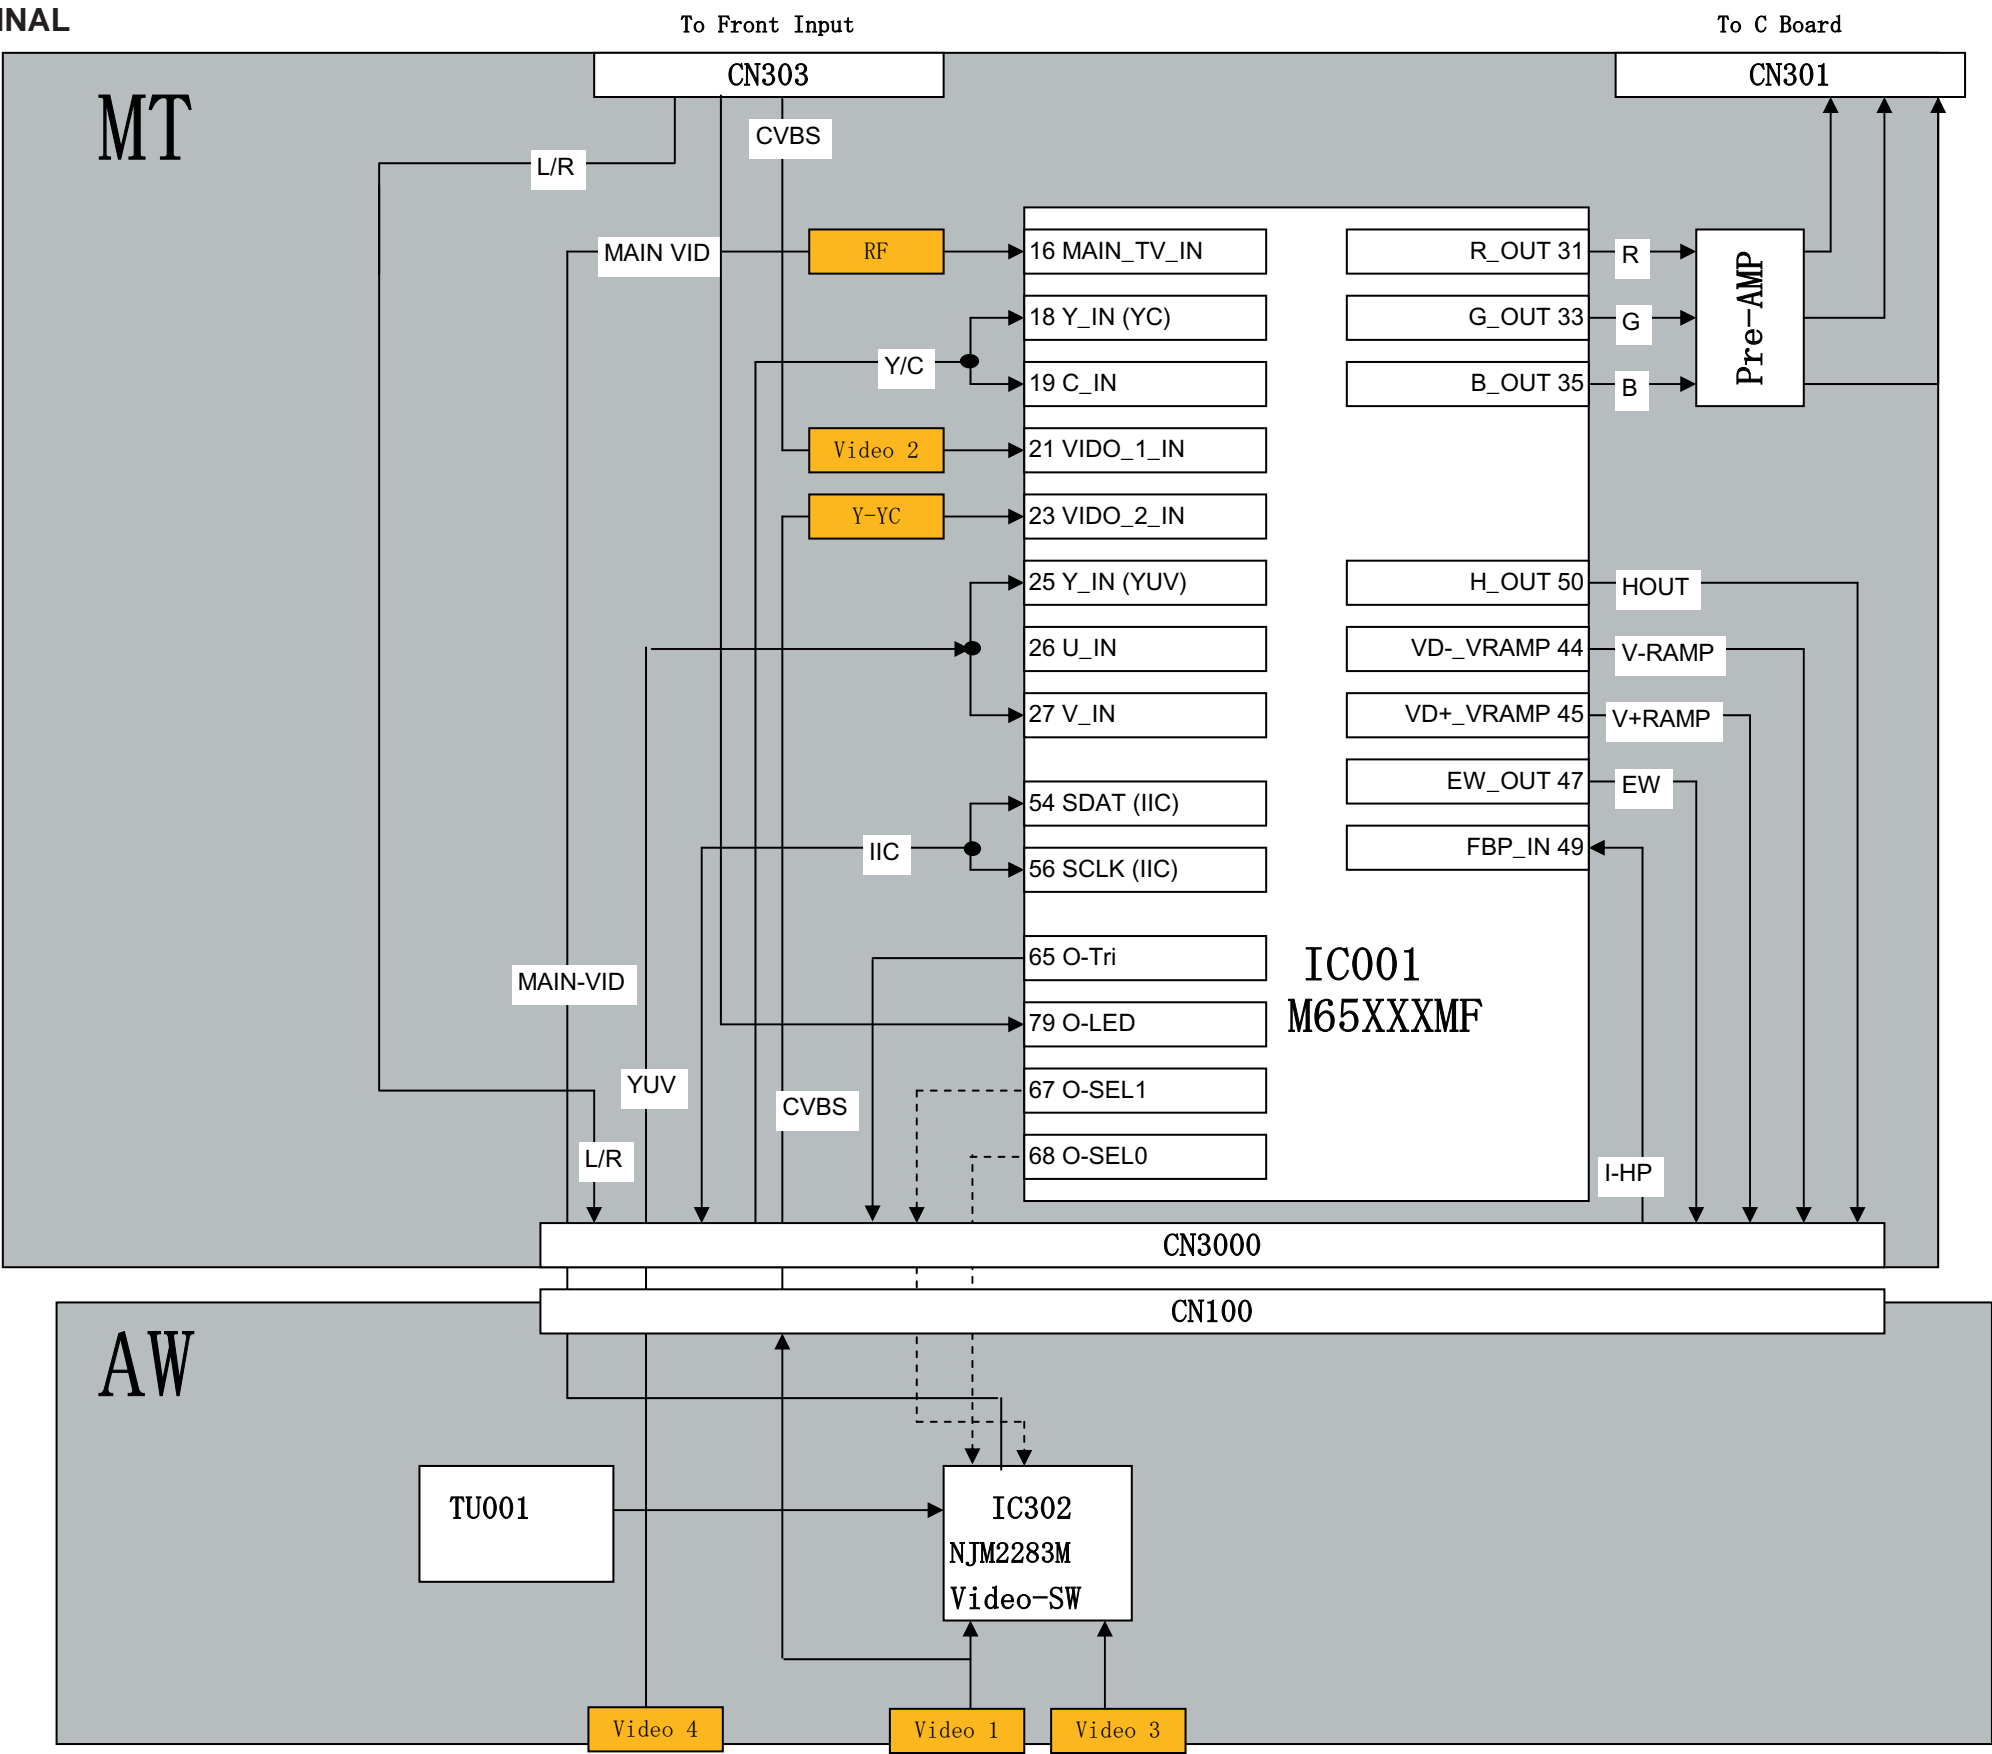 INAL
To Front Input
To C Board
CN303
CN301
MT
CVBS
L/R
MAIN VID
RF
16 MAIN_TV_IN
R_OUT 31
R
18 Y_IN (YC)
G_OUT 33
G
Pre-AMP
Y/C
19 C_IN
B_OUT 35
B
Video 2
21 VIDO_1_IN
Y-YC
23 VIDO_2_IN
25 Y_IN (YUV)
H_OUT 50
HOUT
26 U_IN
VD-_VRAMP 44
V-RAMP
27 V_IN
VD+_VRAMP 45
V+RAMP
EW_OUT 47
EW
54 SDAT (IIC)
IIC
FBP_IN 49
56 SCLK (IIC)
65 O-Tri
IC001
M65XXXMF
MAIN-VID
79 O-LED
YUV
67 O-SEL1
CVBS
L/R
68 O-SEL0
I-HP
CN3000
CN100
AW
TU001
IC302
NJM2283M
Video-SW
Video 4
Video 1
Video 3